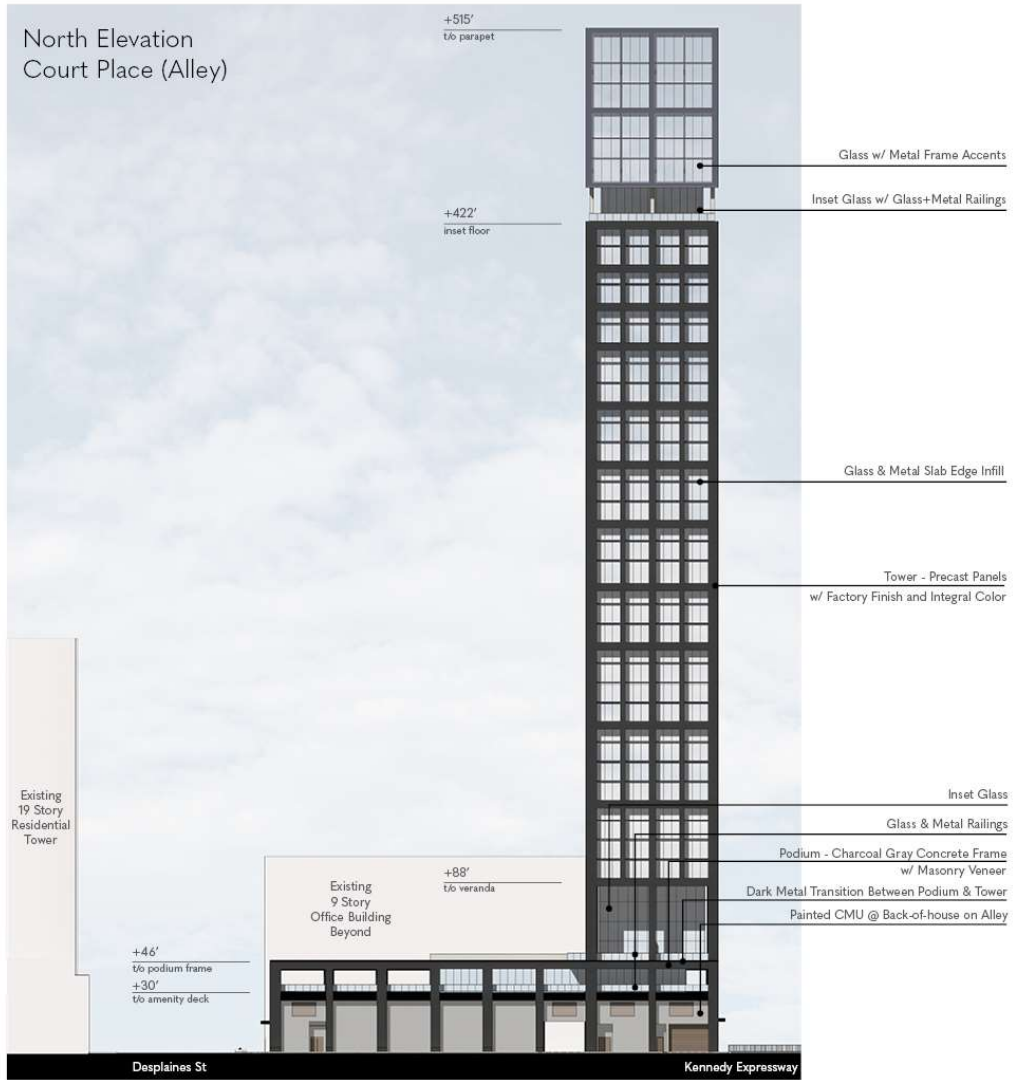 North Elevation
Court Place (Alley)
+515'
t/o parapet
Glass w/ Metal Frame Accents
Inset Glass w/ Glass+Metal Railings
+422'
inset floor
Glass & Metal Slab Edge Infill
Tower - Precast Panels
w/ Factory Finish and Integral Color
Existing
19 Story
Residential
Tower
Inset Glass
Glass & Metal Railings
Podium - Charcoal Gray Concrete Frame
w/ Masonry Veneer
Dark Metal Transition Between Podium & Tower
Painted CMU @ Back-of-house on Alley
+88'
t/o veranda
Existing
9 Story
Office Building
Beyond
+46'
t/o podium frame
+30'
t/o amenity deck
Desplaines St
Kennedy Expressway